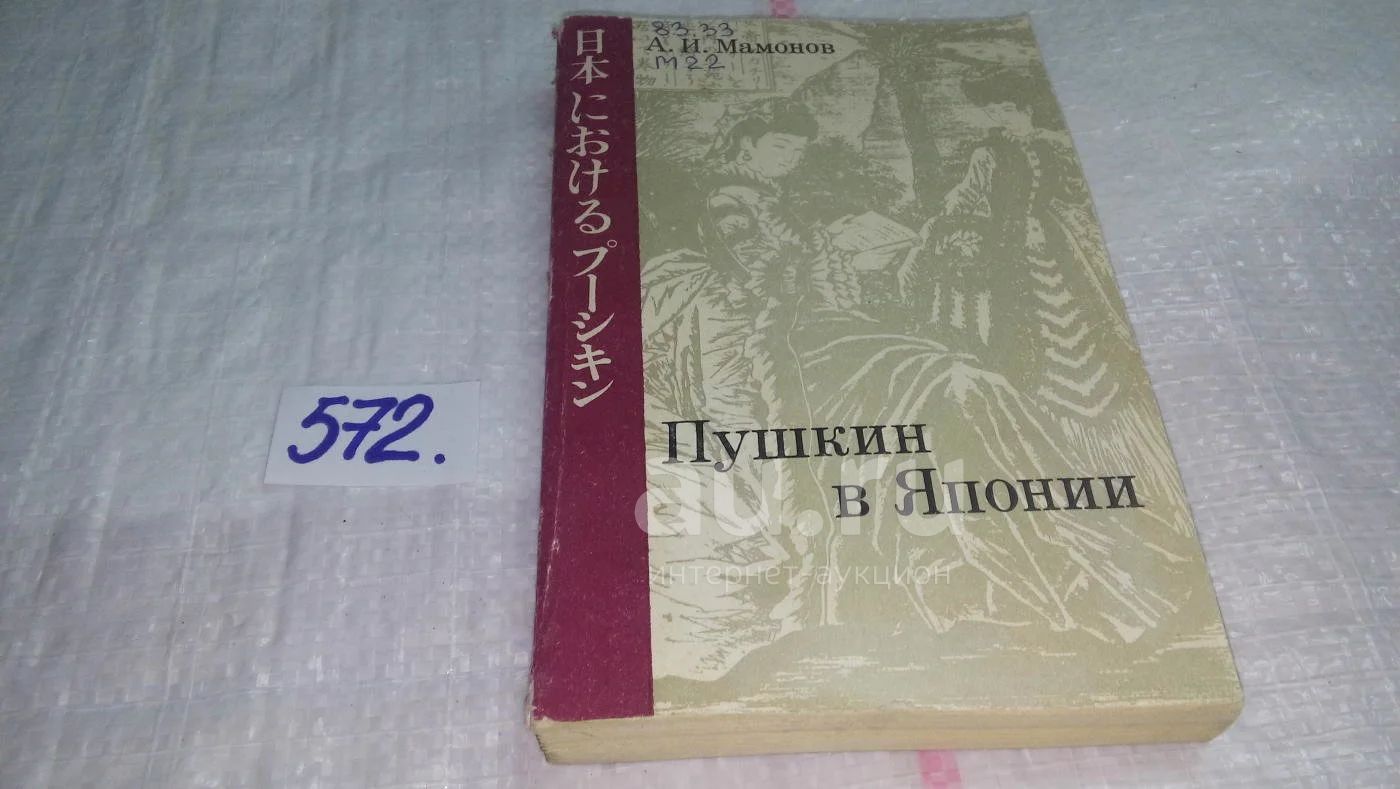 日本におけるプーシキン
83.33
А. И. Мамонов
М22
572.
Пушкин
в Японии
au.ru
интернет-аукцион